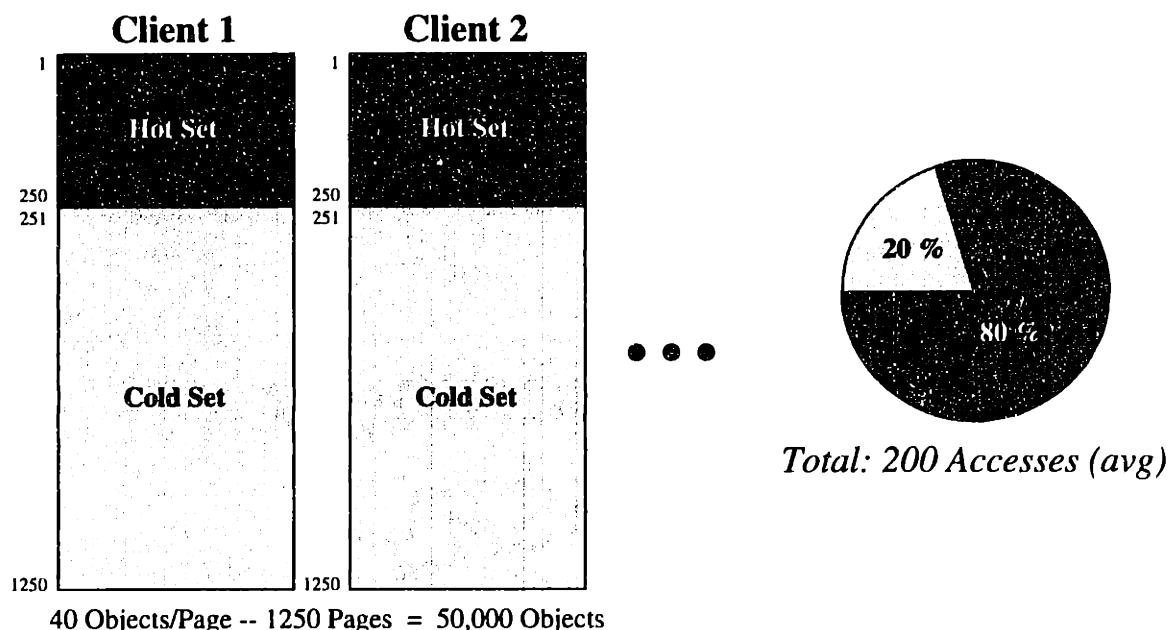 Client 1
1
Hot Set
250
251
Cold Set
1250
Client 2
1
Hot Set
250
251
Cold Set
1250
40 Objects/Page -- 1250 Pages = 50,000 Objects
20 %
80 %
Total: 200 Accesses (avg)